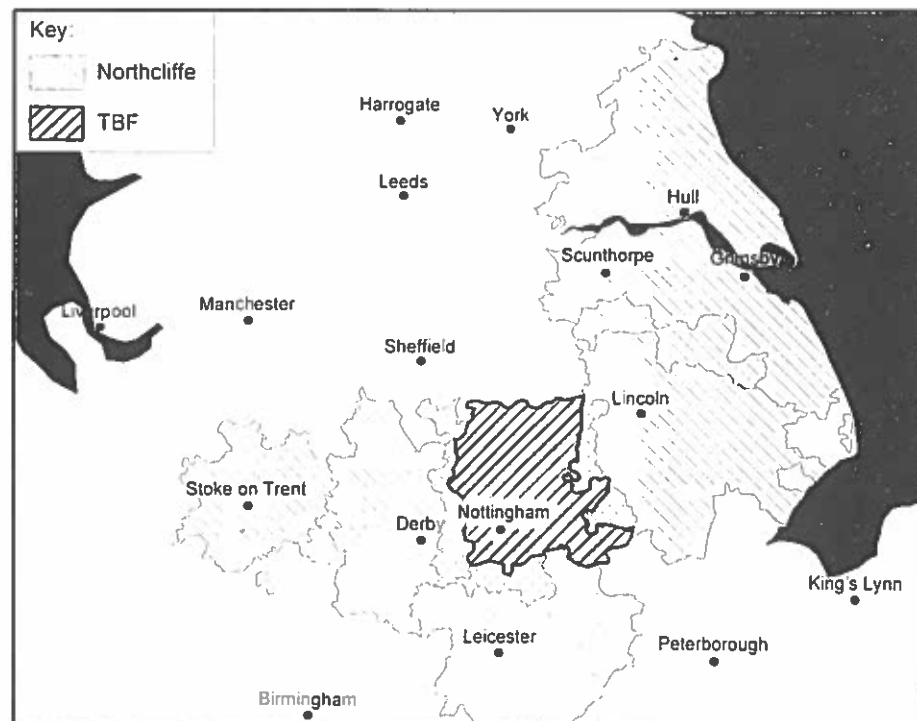 Key:
Northcliffe
TBF
Harrogate
York
Leeds
Hull
Scunthorpe
Grimsby
Liverpool
Manchester
Sheffield
Lincoln
Stoke on Trent
Derby
Nottingham
King's Lynn
Leicester
Peterborough
Birmingham